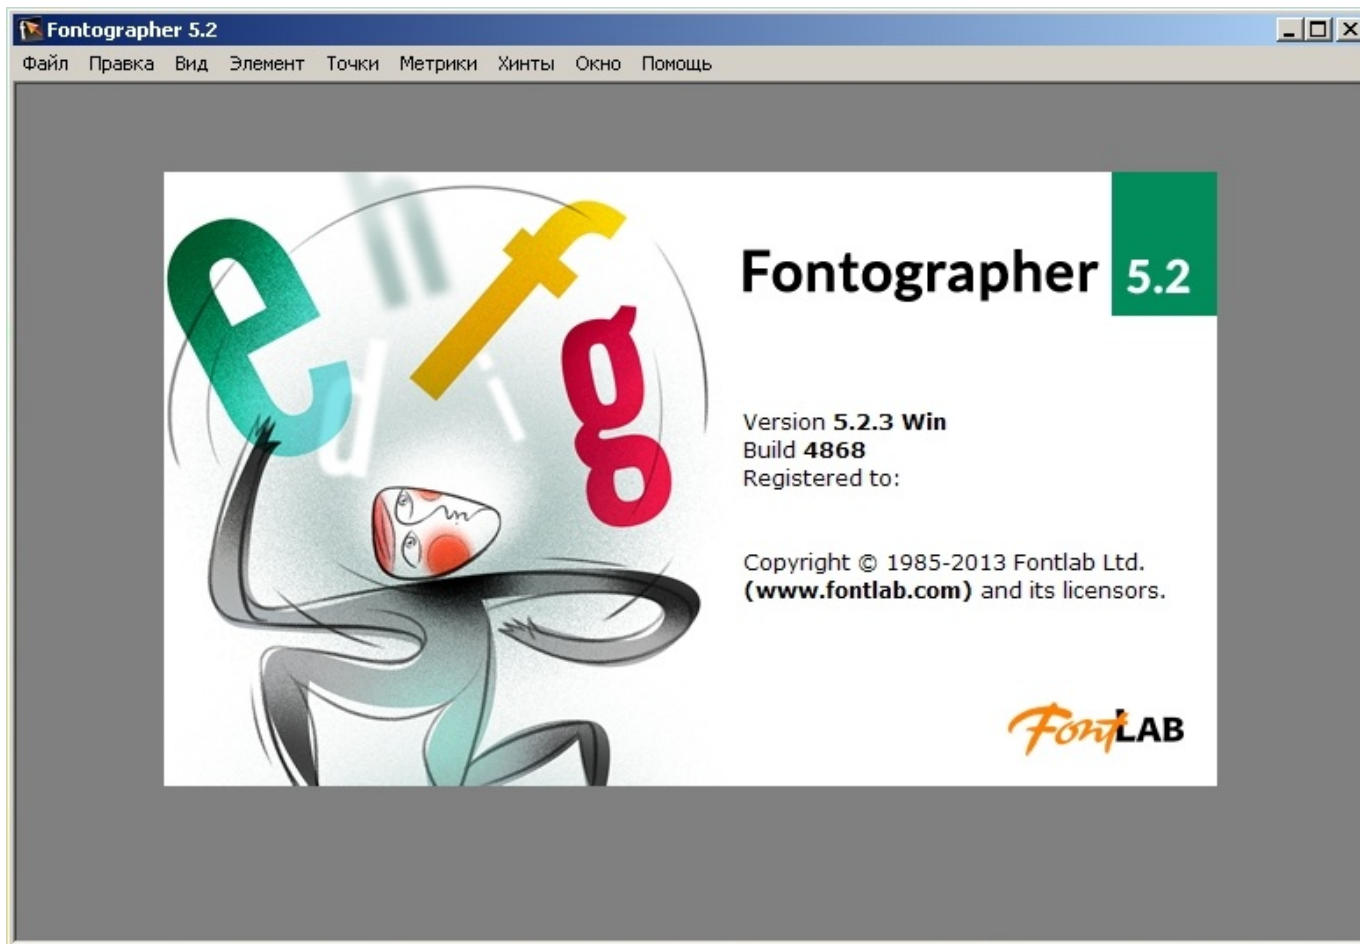 Fontographer 5.2
Файл Правка Вид Элемент Точки Метрики Хинты Окно Помощь
e h f g d i
Fontographer 5.2
Version 5.2.3 Win
Build 4868
Registered to:
Copyright © 1985-2013 Fontlab Ltd.
(www.fontlab.com) and its licensors.
FontLAB